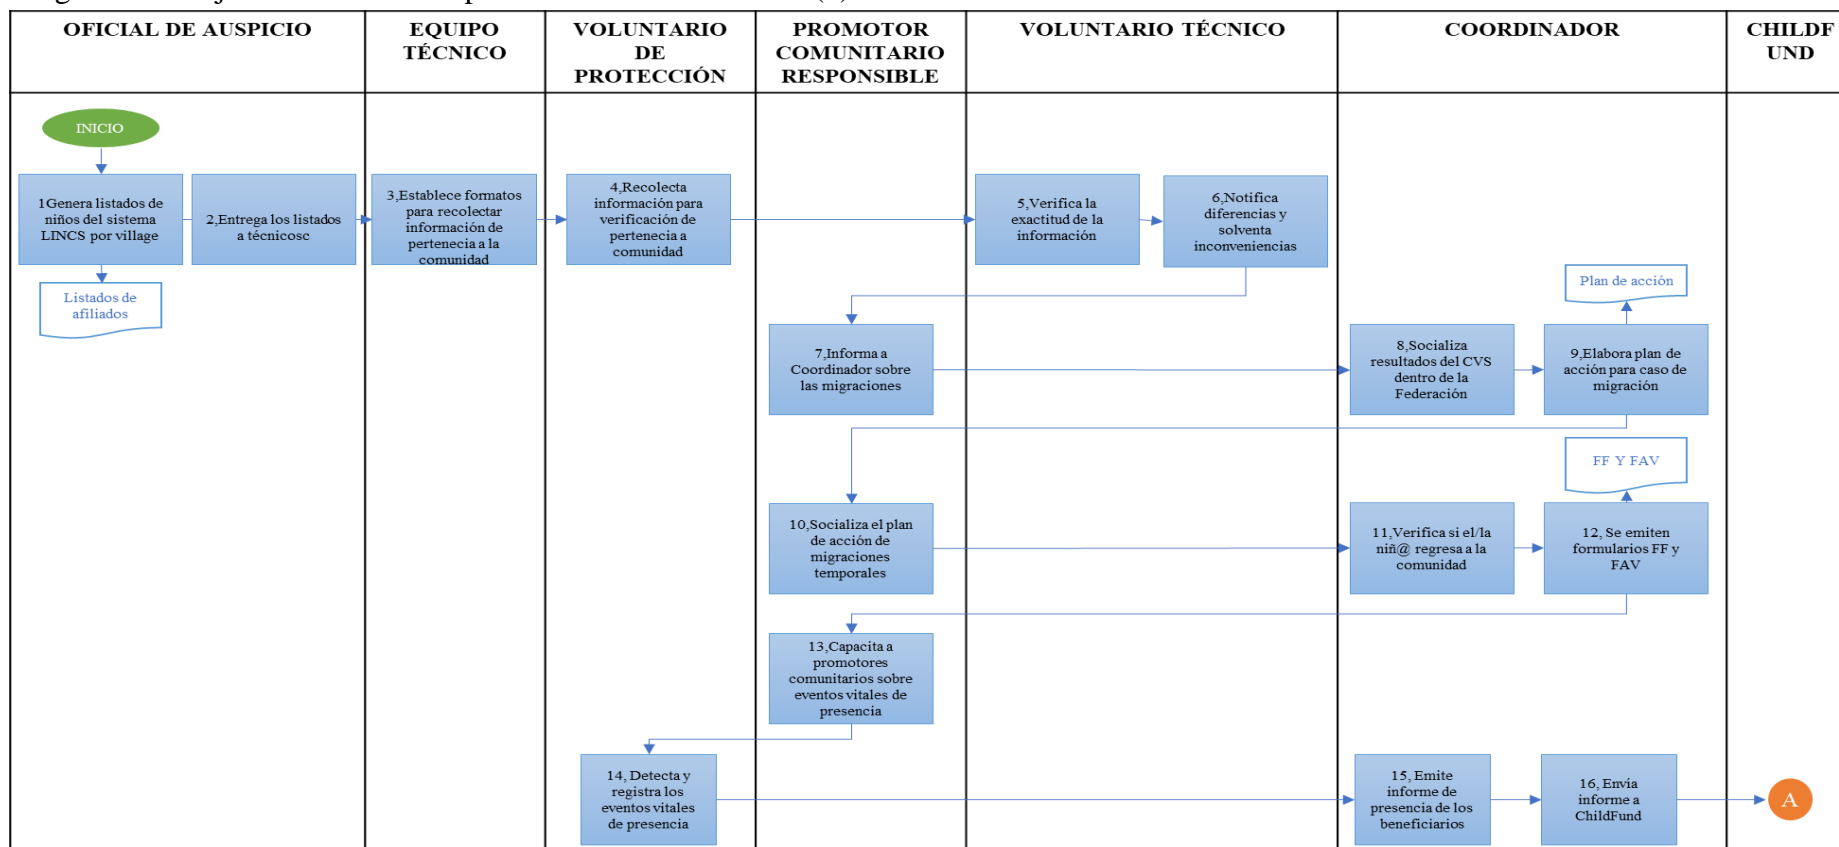 OFICIAL DE AUSPICIO
EQUIPO
TÉCNICO
VOLUNTARIO
DE
PROTECCIÓN
PROMOTOR
COMUNITARIO
RESPONSIBLE
VOLUNTARIO TÉCNICO
COORDINADOR
CHILDF
UND
INICIO
1Genera listados de
niños del sistema
LINCS por village
2,Entrega los listados
a técnicosc
3,Establece formatos
para recolectar
información de
pertenecia a la
comunidad
4,Recolecta
información para
verificación de
pertenecia a
comunidad
5,Verifica la
exactitud de la
información
6,Notifica
diferencias y
solventa
inconveniencias
Listados de
afiliados
Plan de acción
7,Informa a
Coordinador sobre
las migraciones
8,Socializa
resultados del CVS
dentro de la
Federación
9,Elabora plan de
acción para caso de
migración
FF Y FAV
10,Socializa el plan
de acción de
migraciones
temporales
11,Verifica si el/la
niñ@ regresa a la
comunidad
12, Se emiten
formularios FF y
FAV
13,Capacita a
promotores
comunitarios sobre
eventos vitales de
presencia
14, Detecta y
registra los
eventos vitales
de presencia
15, Emite
informe de
presencia de los
beneficiarios
16, Envía
informe a
ChildFund
A